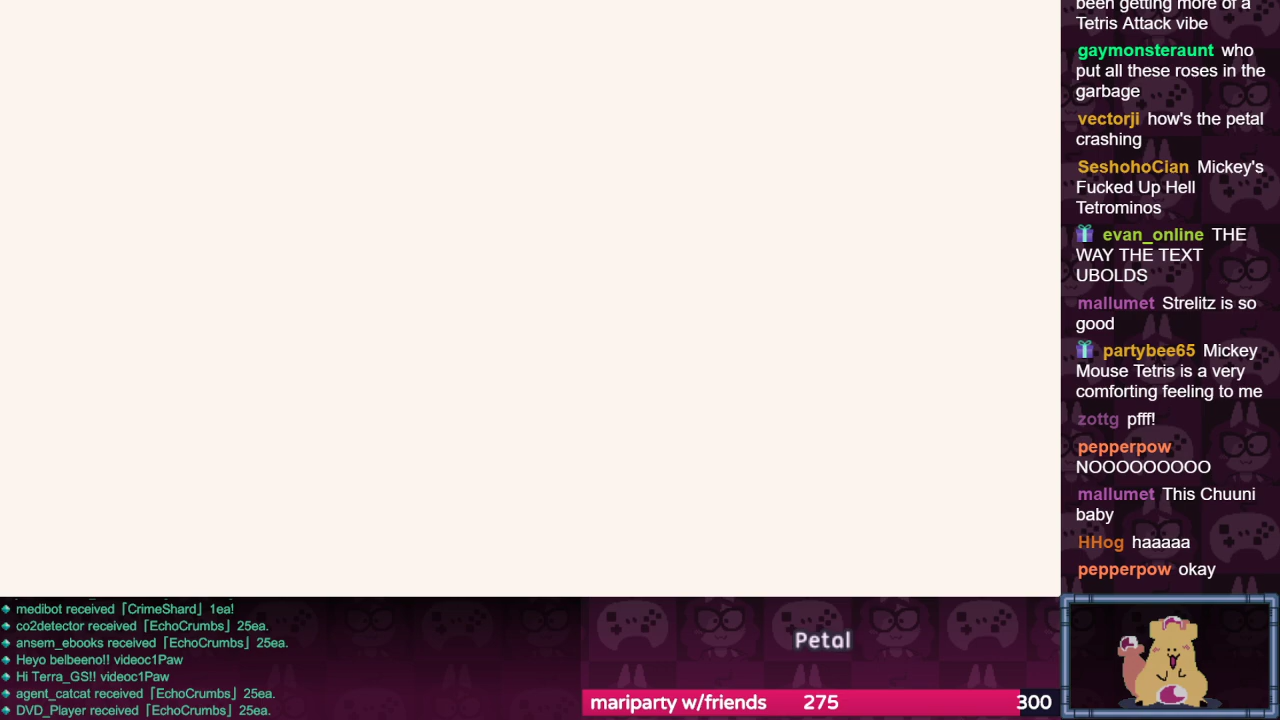 been getting more of a
Tetris Attack vibe
gaymonsteraunt who
put all these roses in the
garbage
vectorji how's the petal
crashing
SeshohoCian Mickey's
Fucked Up Hell
Tetrominos
evan_online THE
WAY THE TEXT
UBOLDS
mallumet Strelitz is so
good
partybee65 Mickey
Mouse Tetris is a very
comforting feeling to me
zottg pfff!
pepperpow
NOOOOOOOOO
mallumet This Chuuni
baby
HHog haaaaa
pepperpow okay
medibot received「CrimeShard」1ea!
co2detector received「EchoCrumbs」25ea.
ansem_ebooks received「EchoCrumbs」25ea.
Heyo belbeeno!! videoc1Paw
Hi Terra_GS!! videoc1Paw
agent_catcat received「EchoCrumbs」25ea.
DVD_Player received「EchoCrumbs」25ea.
Petal
mariparty w/friends 275 300